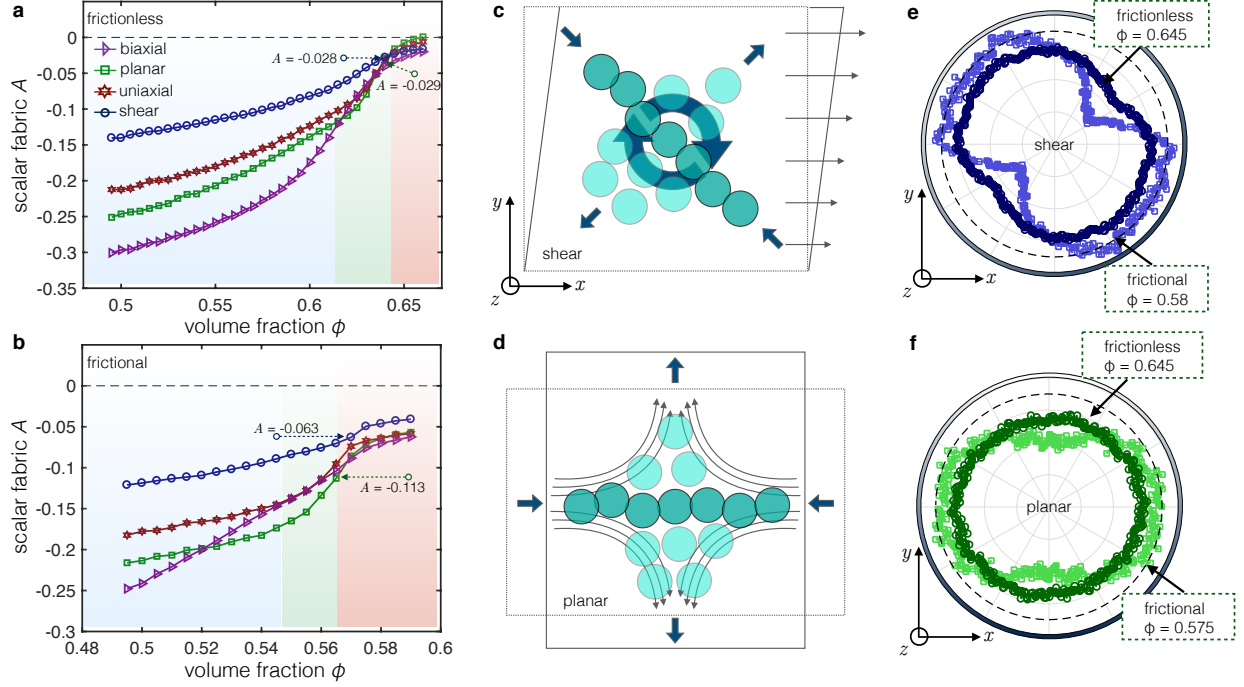 a
frictionless
biaxial
planar
uniaxial
shear
A = -0.028
A = -0.029
scalar fabric A
0
-0.05
-0.1
-0.15
-0.2
-0.25
-0.3
-0.35
0.5
0.55
0.6
0.65
volume fraction ϕ
b
frictional
A = -0.063
A = -0.113
scalar fabric A
0
-0.05
-0.1
-0.15
-0.2
-0.25
-0.3
0.48
0.5
0.52
0.54
0.56
0.58
0.6
volume fraction ϕ
c
y
z
x
shear
d
planar
e
frictionless
ϕ = 0.645
shear
y
z
x
frictional
ϕ = 0.58
f
frictionless
ϕ = 0.645
planar
y
z
x
frictional
ϕ = 0.575